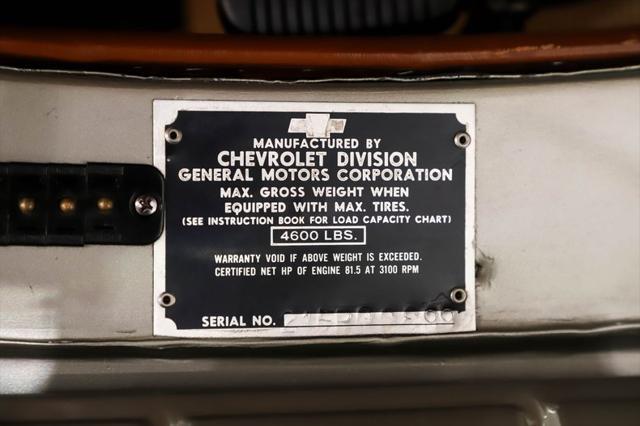 MANUFACTURED BY
CHEVROLET DIVISION
GENERAL MOTORS CORPORATION
MAX. GROSS WEIGHT WHEN
EQUIPPED WITH MAX. TIRES.
(SEE INSTRUCTION BOOK FOR LOAD CAPACITY CHART)
4600 LBS.
WARRANTY VOID IF ABOVE WEIGHT IS EXCEEDED.
CERTIFIED NET HP OF ENGINE 81.5 AT 3100 RPM
SERIAL NO.